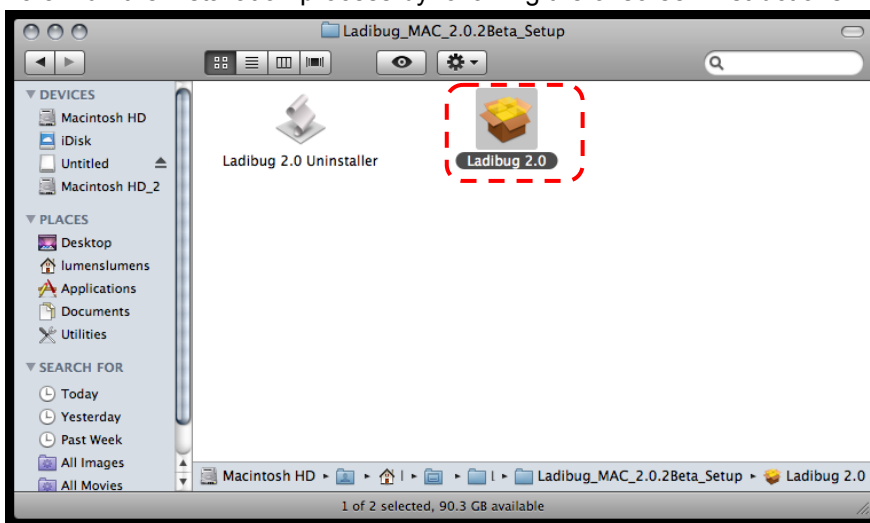 Ladibug_MAC_2.0.2Beta_Setup
DEVICES
Macintosh HD
iDisk
Untitled
Macintosh HD_2
PLACES
Desktop
lumenslumens
Applications
Documents
Utilities
SEARCH FOR
Today
Yesterday
Past Week
All Images
All Movies
Ladibug 2.0 Uninstaller
Ladibug 2.0
Macintosh HD l l Ladibug_MAC_2.0.2Beta_Setup Ladibug 2.0
1 of 2 selected, 90.3 GB available